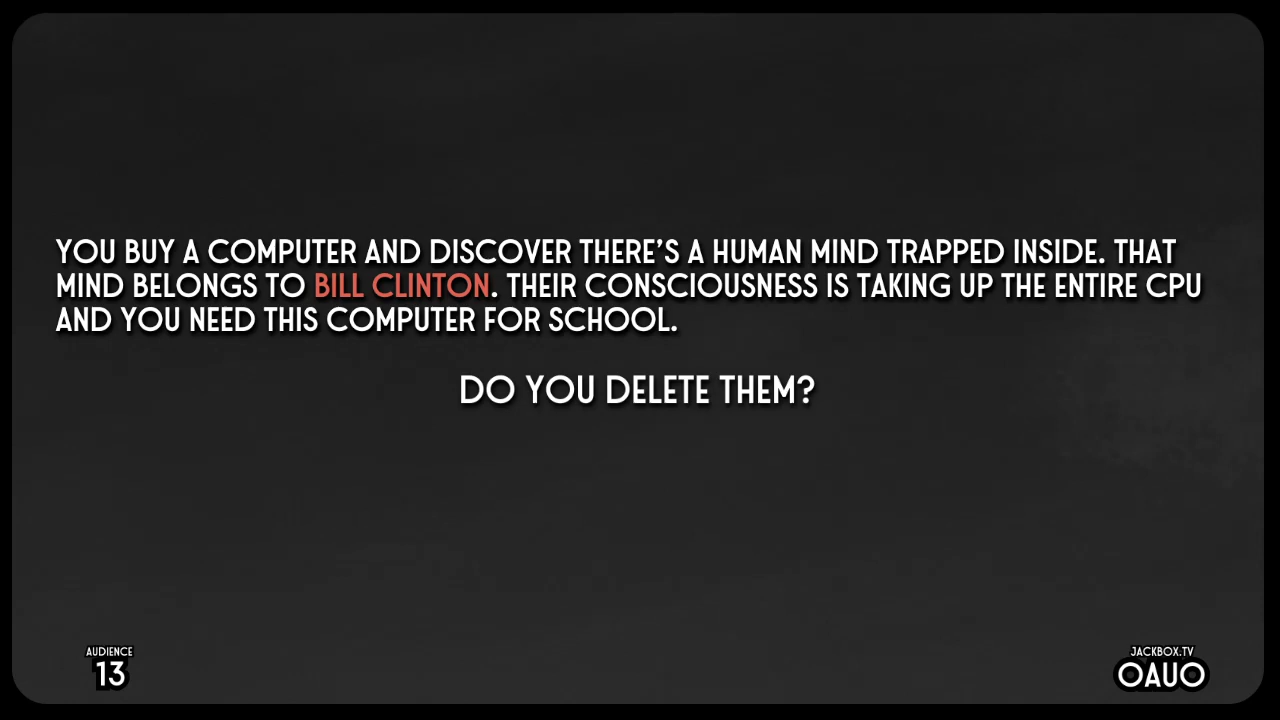 YOU BUY A COMPUTER AND DISCOVER THERE'S A HUMAN MIND TRAPPED INSIDE. THAT
MIND BELONGS TO BILL CLINTON. THEIR CONSCIOUSNESS IS TAKING UP THE ENTIRE CPU
AND YOU NEED THIS COMPUTER FOR SCHOOL.
DO YOU DELETE THEM?
AUDIENCE
13
JACKBOX.TV
OAUO